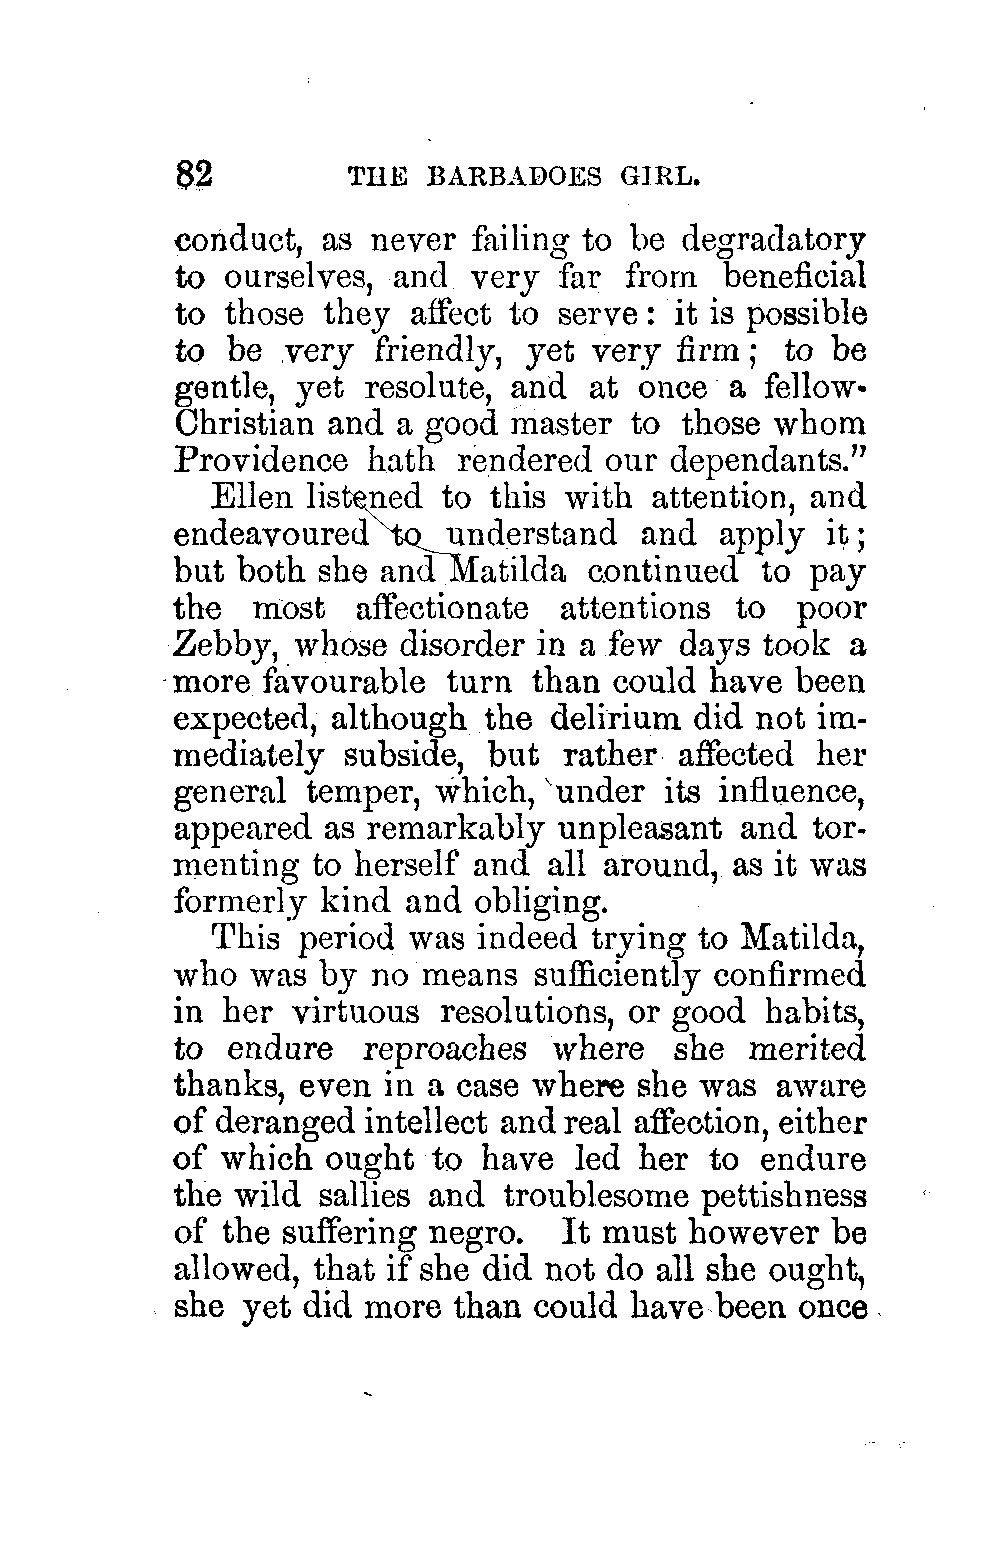 82 THE BARBADOES GIRL.
conduct, as never failing to be degradatory
to ourselves, and very far from beneficial
to those they affect to serve: it is possible
to be very friendly, yet very firm; to be
gentle, yet resolute, and at once a fellow-
Christian and a good master to those whom
Providence hath rendered our dependants."
Ellen listened to this with attention, and
endeavoured to understand and apply it;
but both she and Matilda continued to pay
the most affectionate attentions to poor
Zebby, whose disorder in a few days took a
more favourable turn than could have been
expected, although the delirium did not im-
mediately subside, but rather affected her
general temper, which, under its influence,
appeared as remarkably unpleasant and tor-
menting to herself and all around, as it was
formerly kind and obliging.
This period was indeed trying to Matilda,
who was by no means sufficiently confirmed
in her virtuous resolutions, or good habits,
to endure reproaches where she merited
thanks, even in a case where she was aware
of deranged intellect and real affection, either
of which ought to have led her to endure
the wild sallies and troublesome pettishness
of the suffering negro. It must however be
allowed, that if she did not do all she ought,
she yet did more than could have been once